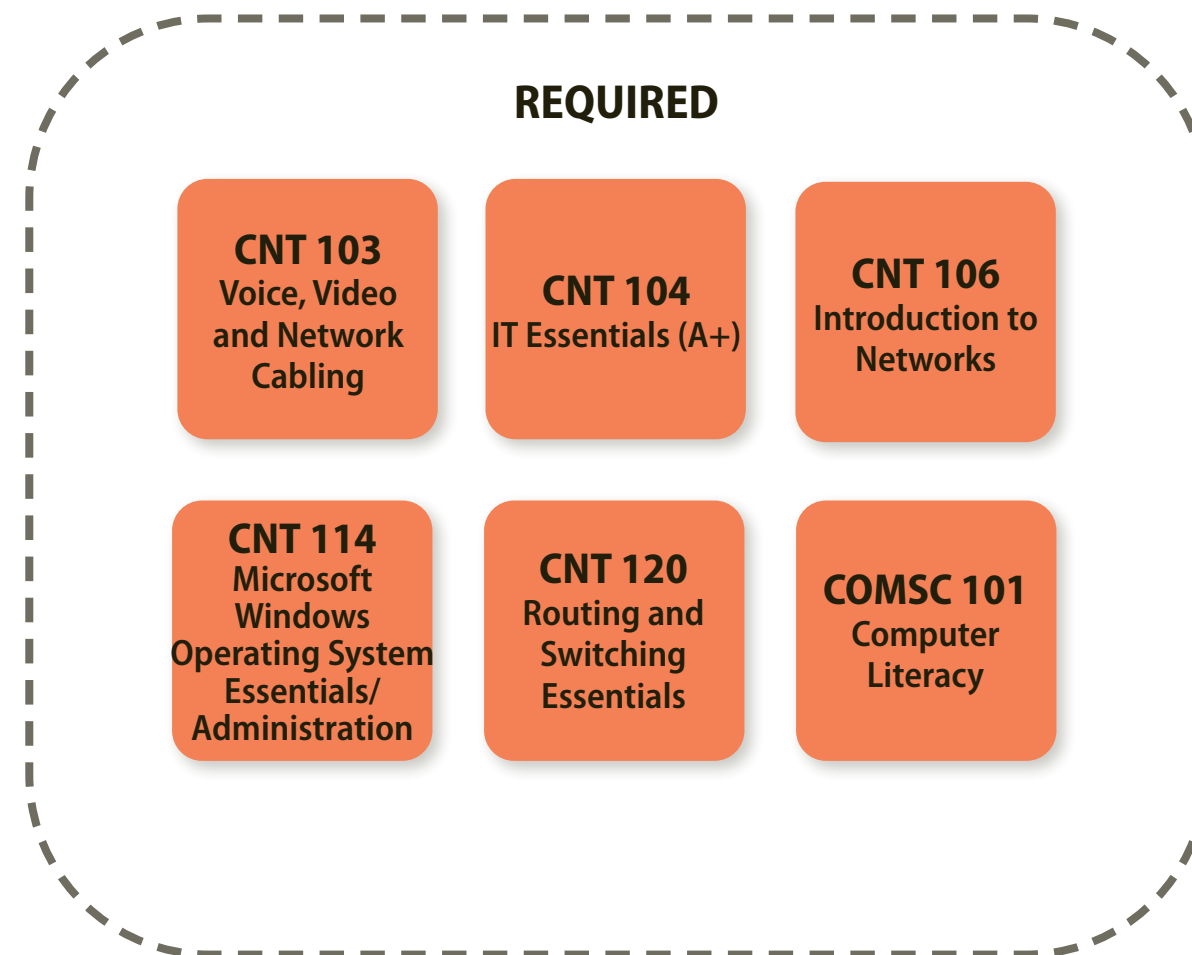 REQUIRED
CNT 103
Voice, Video
and Network
Cabling
CNT 104
IT Essentials (A+)
CNT 106
Introduction to
Networks
CNT 114
Microsoft
Windows
Operating System
Essentials/
Administration
CNT 120
Routing and
Switching
Essentials
COMSC 101
Computer
Literacy